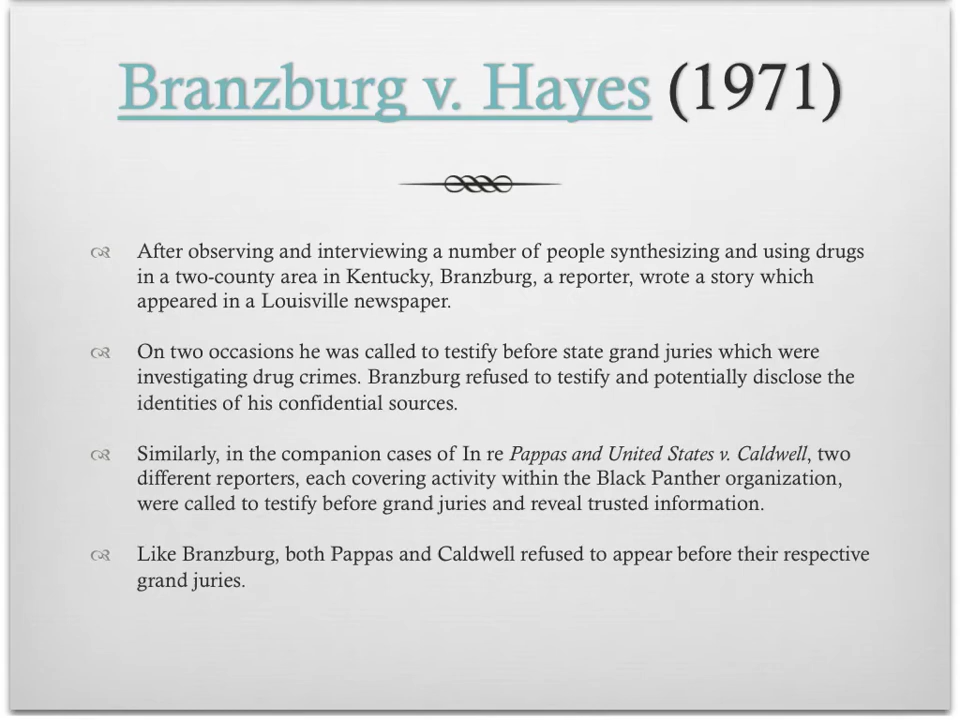 Branzburg v. Hayes (1971)
After observing and interviewing a number of people synthesizing and using drugs
in a two-county area in Kentucky, Branzburg, a reporter, wrote a story which
appeared in a Louisville newspaper.
On two occasions he was called to testify before state grand juries which were
investigating drug crimes. Branzburg refused to testify and potentially disclose the
identities of his confidential sources.
Similarly, in the companion cases of In re Pappas and United States v. Caldwell, two
different reporters, each covering activity within the Black Panther organization,
were called to testify before grand juries and reveal trusted information.
Like Branzburg, both Pappas and Caldwell refused to appear before their respective
grand juries.